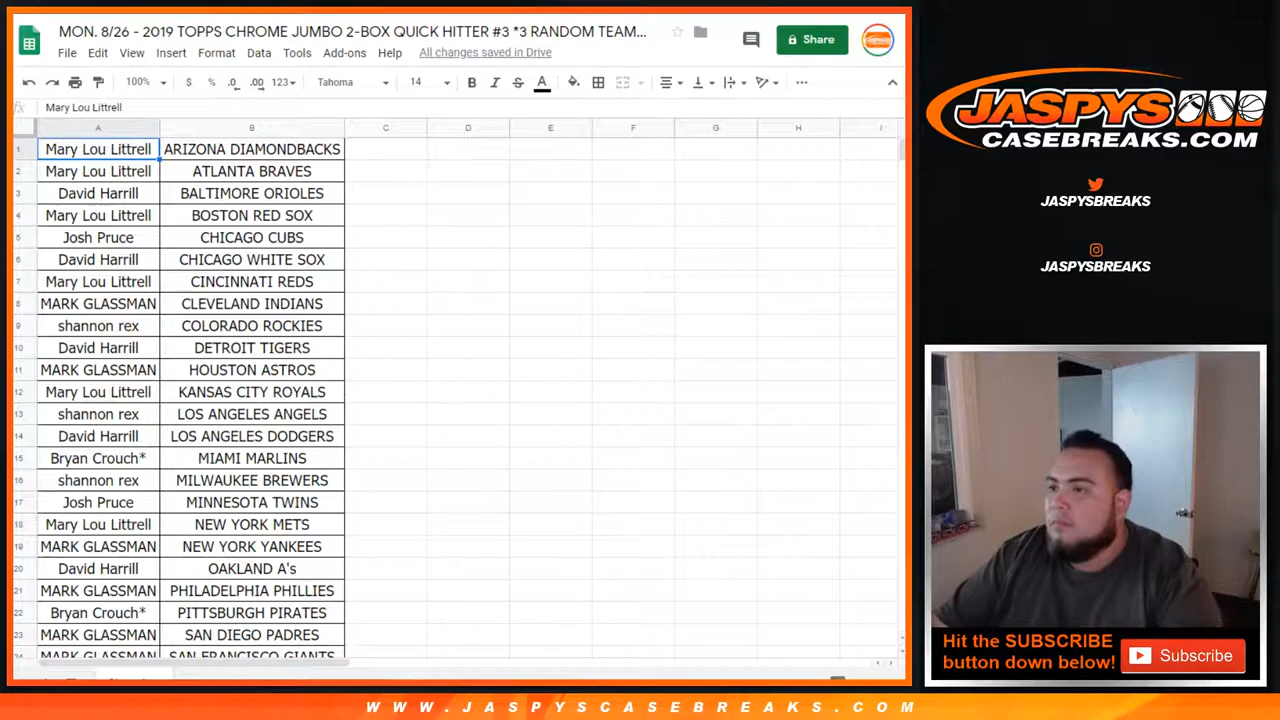 MON. 8/26 - 2019 TOPPS CHROME JUMBO 2-BOX QUICK HITTER #3 *3 RANDOM TEAM...
Share
File Edit View Insert Format Data Tools Add-ons Help All changes saved in Drive
100% $ % .0 .00 123 Tahoma 14 B I S A
fx Mary Lou Littrell
A B C D E F G H I
1 Mary Lou Littrell ARIZONA DIAMONDBACKS
2 Mary Lou Littrell ATLANTA BRAVES
3 David Harrill BALTIMORE ORIOLES
4 Mary Lou Littrell BOSTON RED SOX
5 Josh Pruce CHICAGO CUBS
6 David Harrill CHICAGO WHITE SOX
7 Mary Lou Littrell CINCINNATI REDS
8 MARK GLASSMAN CLEVELAND INDIANS
9 shannon rex COLORADO ROCKIES
10 David Harrill DETROIT TIGERS
11 MARK GLASSMAN HOUSTON ASTROS
12 Mary Lou Littrell KANSAS CITY ROYALS
13 shannon rex LOS ANGELES ANGELS
14 David Harrill LOS ANGELES DODGERS
15 Bryan Crouch* MIAMI MARLINS
16 shannon rex MILWAUKEE BREWERS
17 Josh Pruce MINNESOTA TWINS
18 Mary Lou Littrell NEW YORK METS
19 MARK GLASSMAN NEW YORK YANKEES
20 David Harrill OAKLAND A's
21 MARK GLASSMAN PHILADELPHIA PHILLIES
22 Bryan Crouch* PITTSBURGH PIRATES
23 MARK GLASSMAN SAN DIEGO PADRES
24 MARK GLASSMAN SAN FRANCISCO GIANTS
JASPYS
CASEBREAKS.COM
JASPYSBREAKS
JASPYSBREAKS
Hit the SUBSCRIBE
button down below!
Subscribe
WWW.JASPYSCASEBREAKS.COM